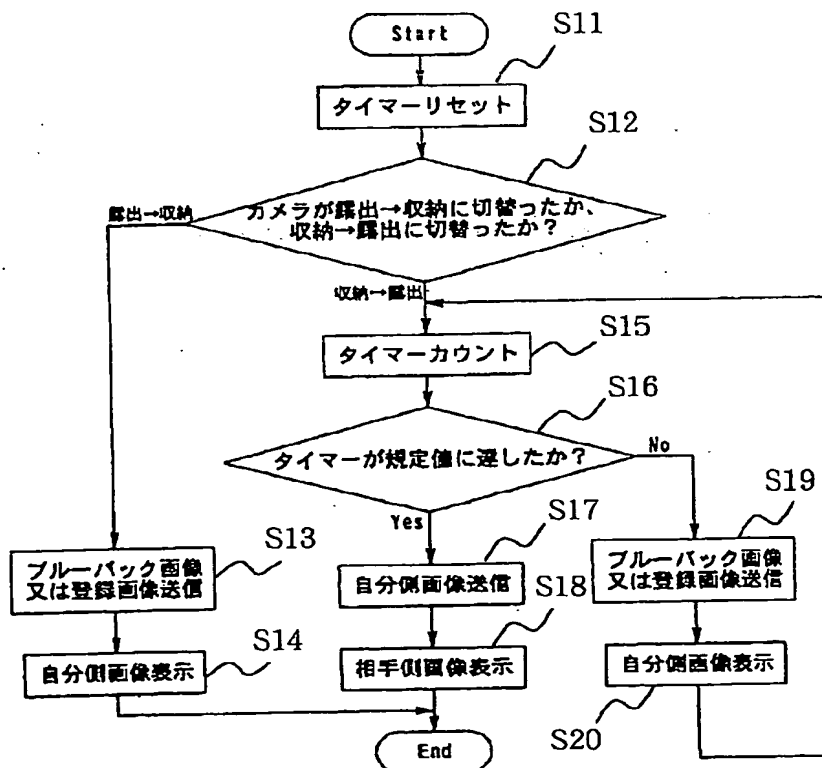 Start
S11
タイマーリセット
S12
カメラが露出→収納に切替ったか、
収納→露出に切替ったか？
露出→収納
収納→露出
S15
タイマーカウント
S16
タイマーが規定値に達したか？
No
Yes
S13
ブルーバック画像
又は登録画像送信
S17
自分側画像送信
S19
ブルーバック画像
又は登録画像送信
S14
自分側画像表示
S18
相手側画像表示
自分側画像表示
S20
End